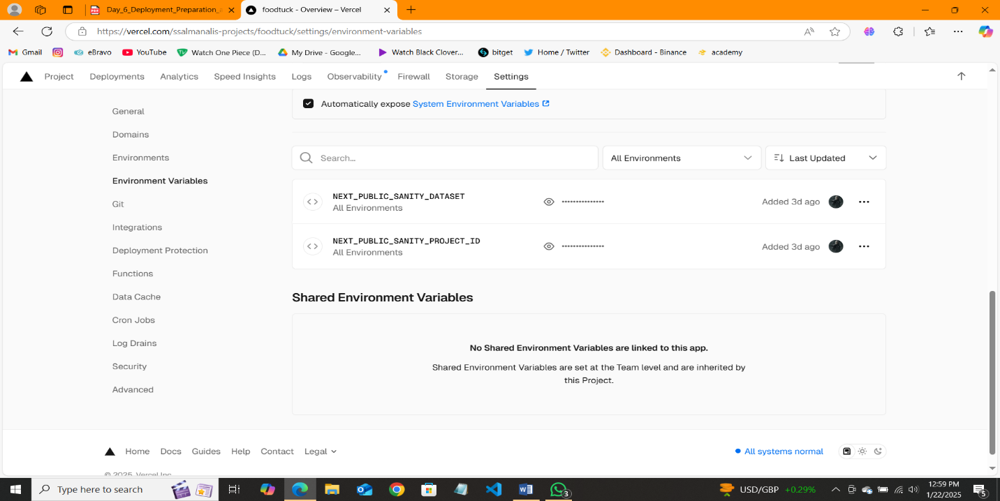 Day_6_Deployment_Preparation_a
foodtuck - Overview – Vercel
https://vercel.com/ssalmanalis-projects/foodtuck/settings/environment-variables
Gmail
eBravo
YouTube
Watch One Piece (D...
My Drive - Google...
Watch Black Clover...
bitget
Home / Twitter
Dashboard - Binance
academy
Project
Deployments
Analytics
Speed Insights
Logs
Observability
Firewall
Storage
Settings
General
Domains
Environments
Environment Variables
Git
Integrations
Deployment Protection
Functions
Data Cache
Cron Jobs
Log Drains
Security
Advanced
Automatically expose System Environment Variables
Search...
All Environments
Last Updated
NEXT_PUBLIC_SANITY_DATASET
All Environments
•••••••••••••••
Added 3d ago
NEXT_PUBLIC_SANITY_PROJECT_ID
All Environments
•••••••••••••••
Added 3d ago
Shared Environment Variables
No Shared Environment Variables are linked to this app.
Shared Environment Variables are set at the Team level and are inherited by
this Project.
Home
Docs
Guides
Help
Contact
Legal
All systems normal
© 2025, Vercel Inc.
Type here to search
3
USD/GBP +0.29%
12:59 PM
1/22/2025
5